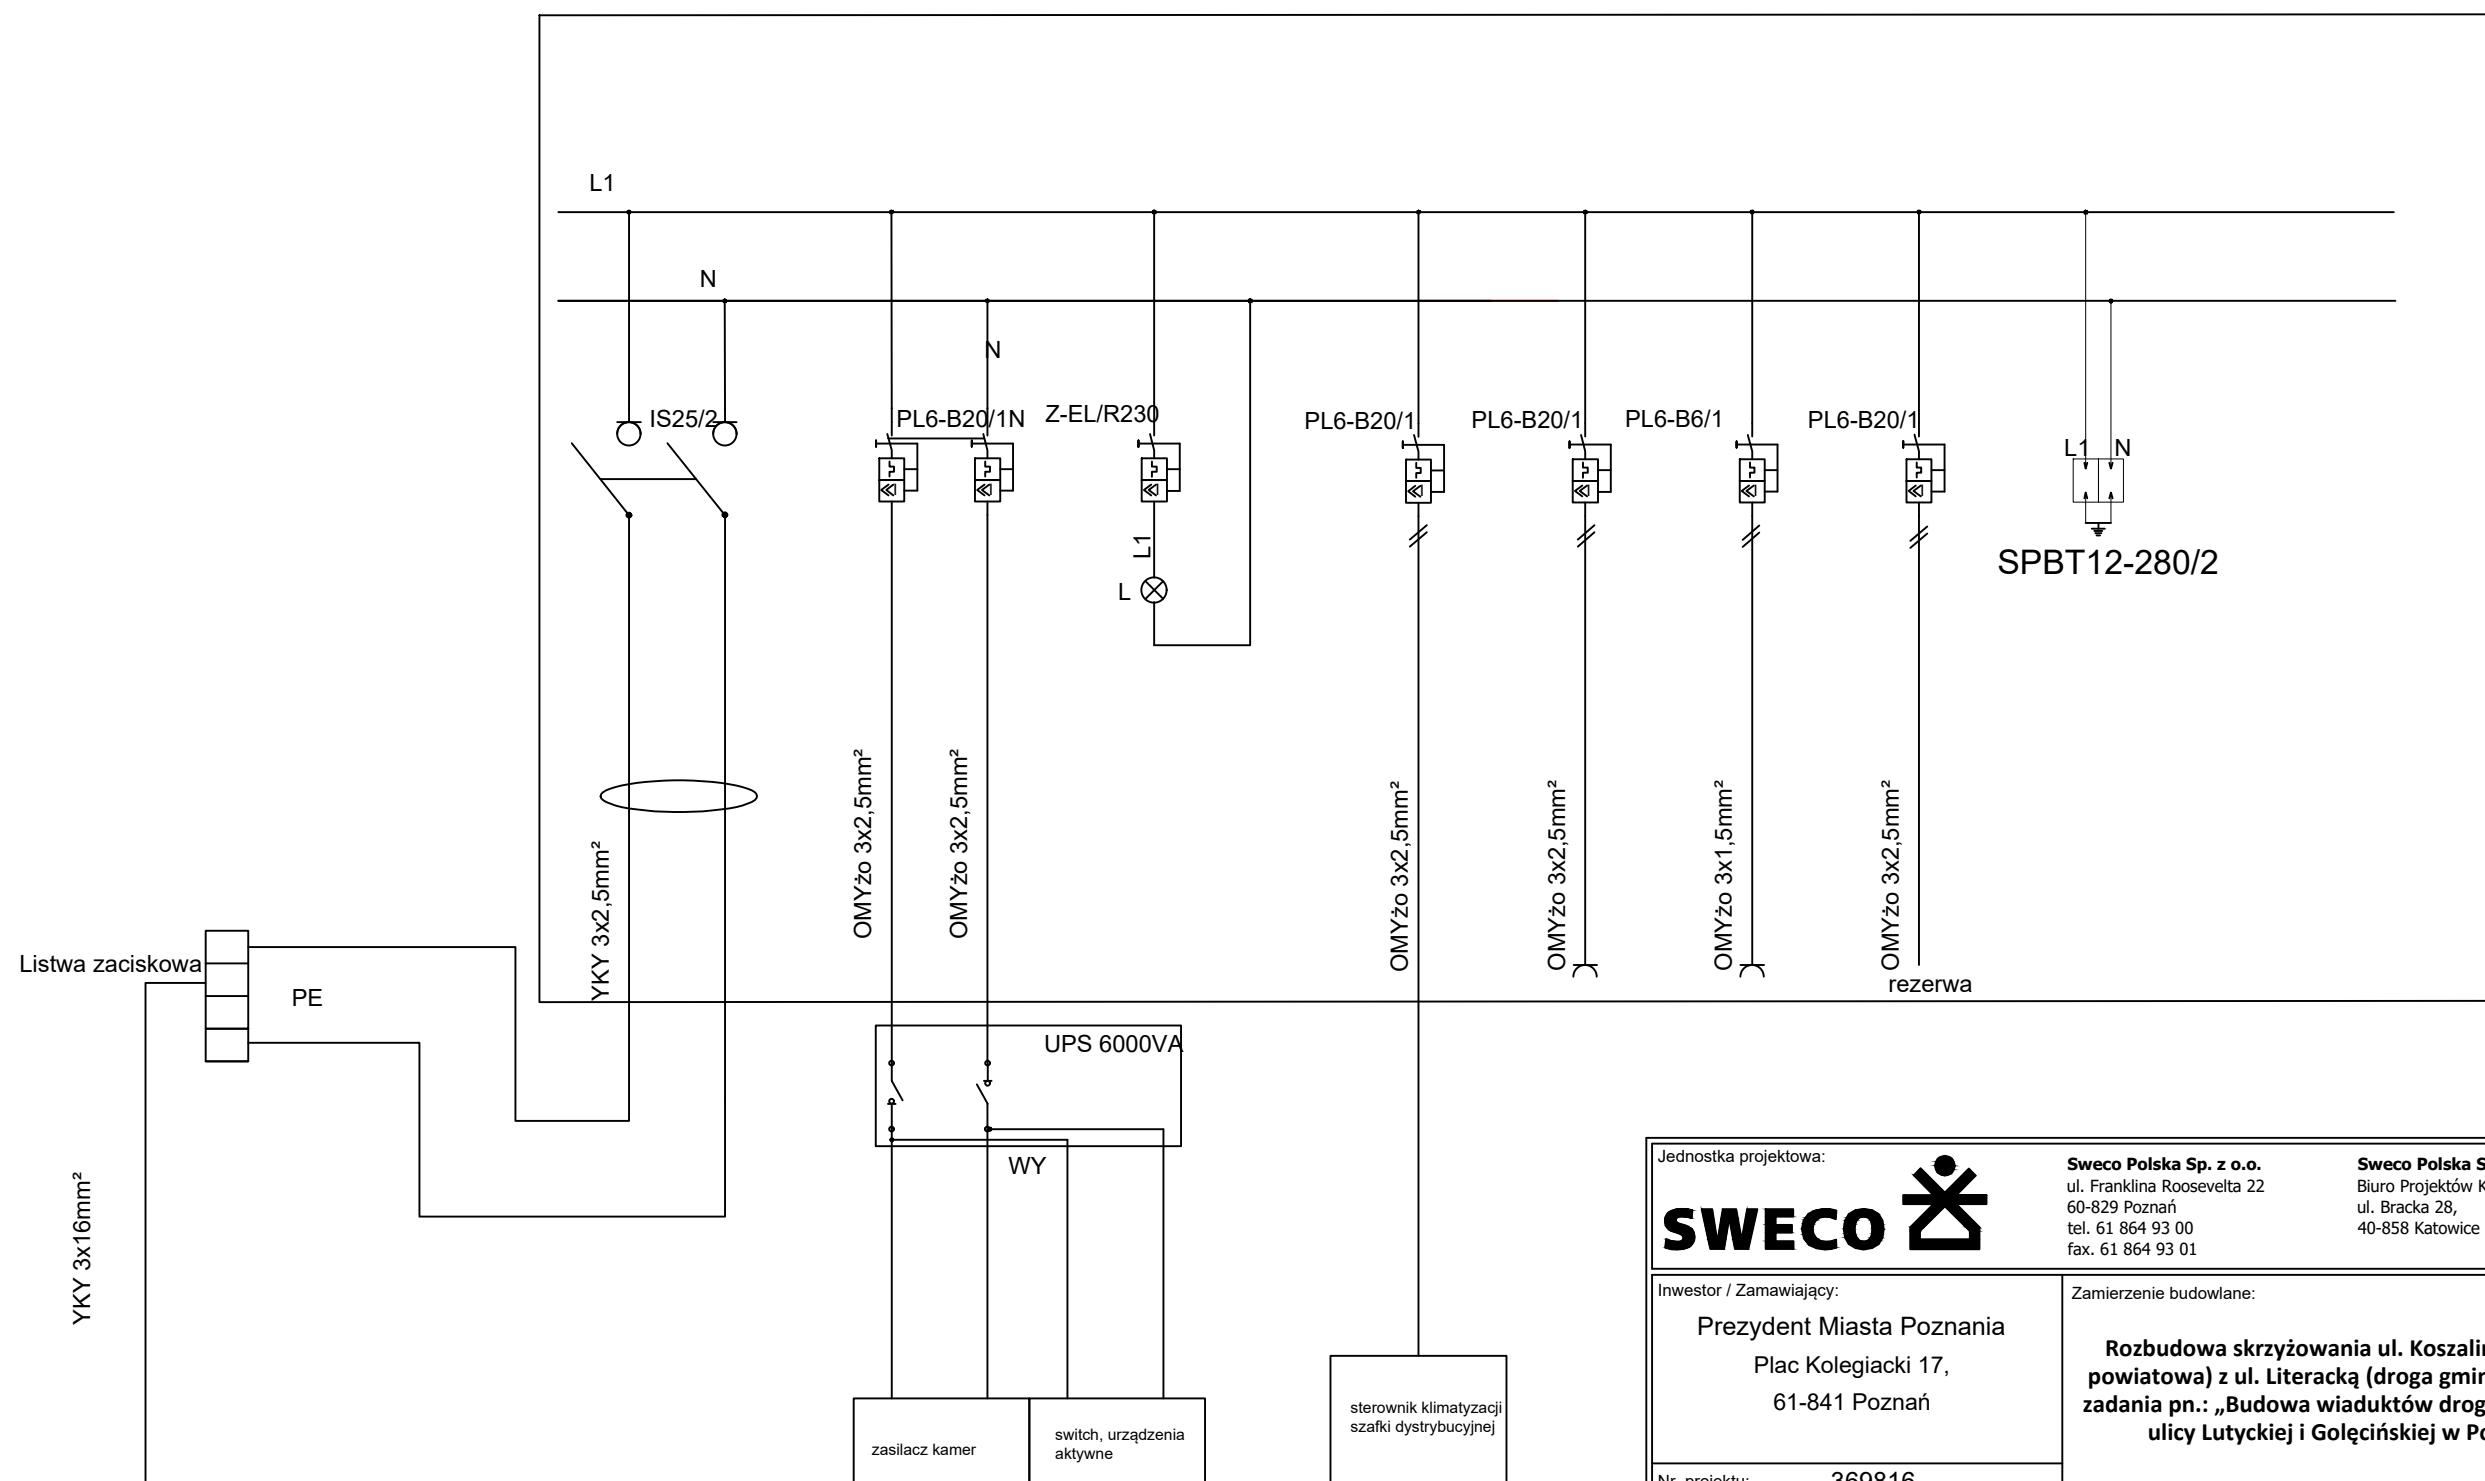 L1
N
N
IS25/2
PL6-B20/1N
Z-EL/R230
PL6-B20/1
PL6-B20/1
PL6-B6/1
PL6-B20/1
L1 N
L1
L
SPBT12-280/2
YKY 3x2,5mm²
OMYżo 3x2,5mm²
OMYżo 3x2,5mm²
OMYżo 3x2,5mm²
OMYżo 3x2,5mm²
OMYżo 3x1,5mm²
OMYżo 3x2,5mm²
rezerwa
Listwa zaciskowa
PE
YKY 3x16mm²
UPS 6000VA
WY
zasilacz kamer
switch, urządzenia
aktywne
sterownik klimatyzacji
szafki dystrybucyjnej
Jednostka projektowa:
SWECO
Sweco Polska Sp. z o.o.
ul. Franklina Roosevelta 22
60-829 Poznań
tel. 61 864 93 00
fax. 61 864 93 01
Sweco Polska S
Biuro Projektów K
ul. Bracka 28,
40-858 Katowice
Inwestor / Zamawiający:
Prezydent Miasta Poznania
Plac Kolegiacki 17,
61-841 Poznań
Zamierzenie budowlane:
Rozbudowa skrzyżowania ul. Koszalin
powiatowa) z ul. Literacką (droga gmin
zadania pn.: „Budowa wiaduktów drog
ulicy Lutyckiej i Golęcińskiej w Po
Nr. projektu: 369816